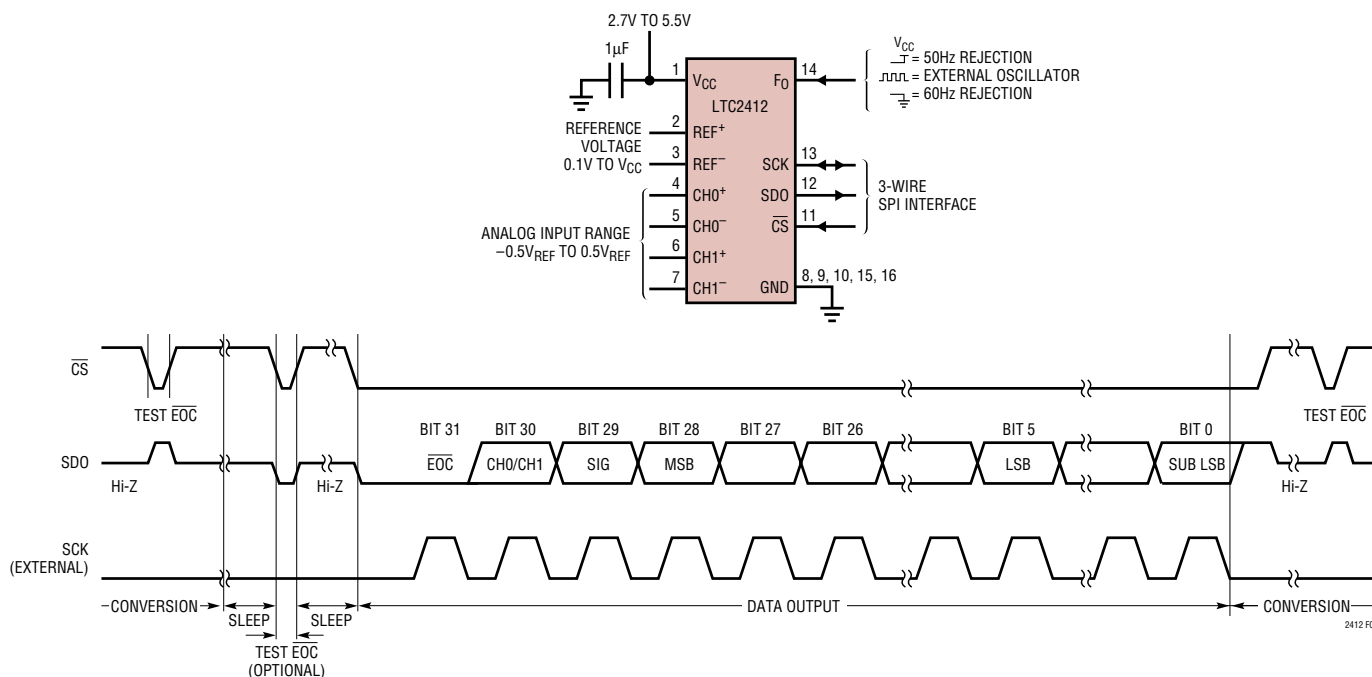 2.7V TO 5.5V
1µF
1
VCC
FO
14
VCC
= 50Hz REJECTION
= EXTERNAL OSCILLATOR
= 60Hz REJECTION
LTC2412
REFERENCE
VOLTAGE
0.1V TO VCC
2
REF+
3
REF–
SCK
13
4
CH0+
SDO
12
3-WIRE
SPI INTERFACE
5
CH0–
CS
11
ANALOG INPUT RANGE
–0.5VREF TO 0.5VREF
6
CH1+
7
CH1–
GND
8, 9, 10, 15, 16
CS
TEST EOC
TEST EOC
BIT 31
BIT 30
BIT 29
BIT 28
BIT 27
BIT 26
BIT 5
BIT 0
SDO
EOC
CH0/CH1
SIG
MSB
LSB
SUB LSB
Hi-Z
Hi-Z
Hi-Z
SCK
(EXTERNAL)
CONVERSION
SLEEP
SLEEP
DATA OUTPUT
CONVERSION
TEST EOC
(OPTIONAL)
2412 F0